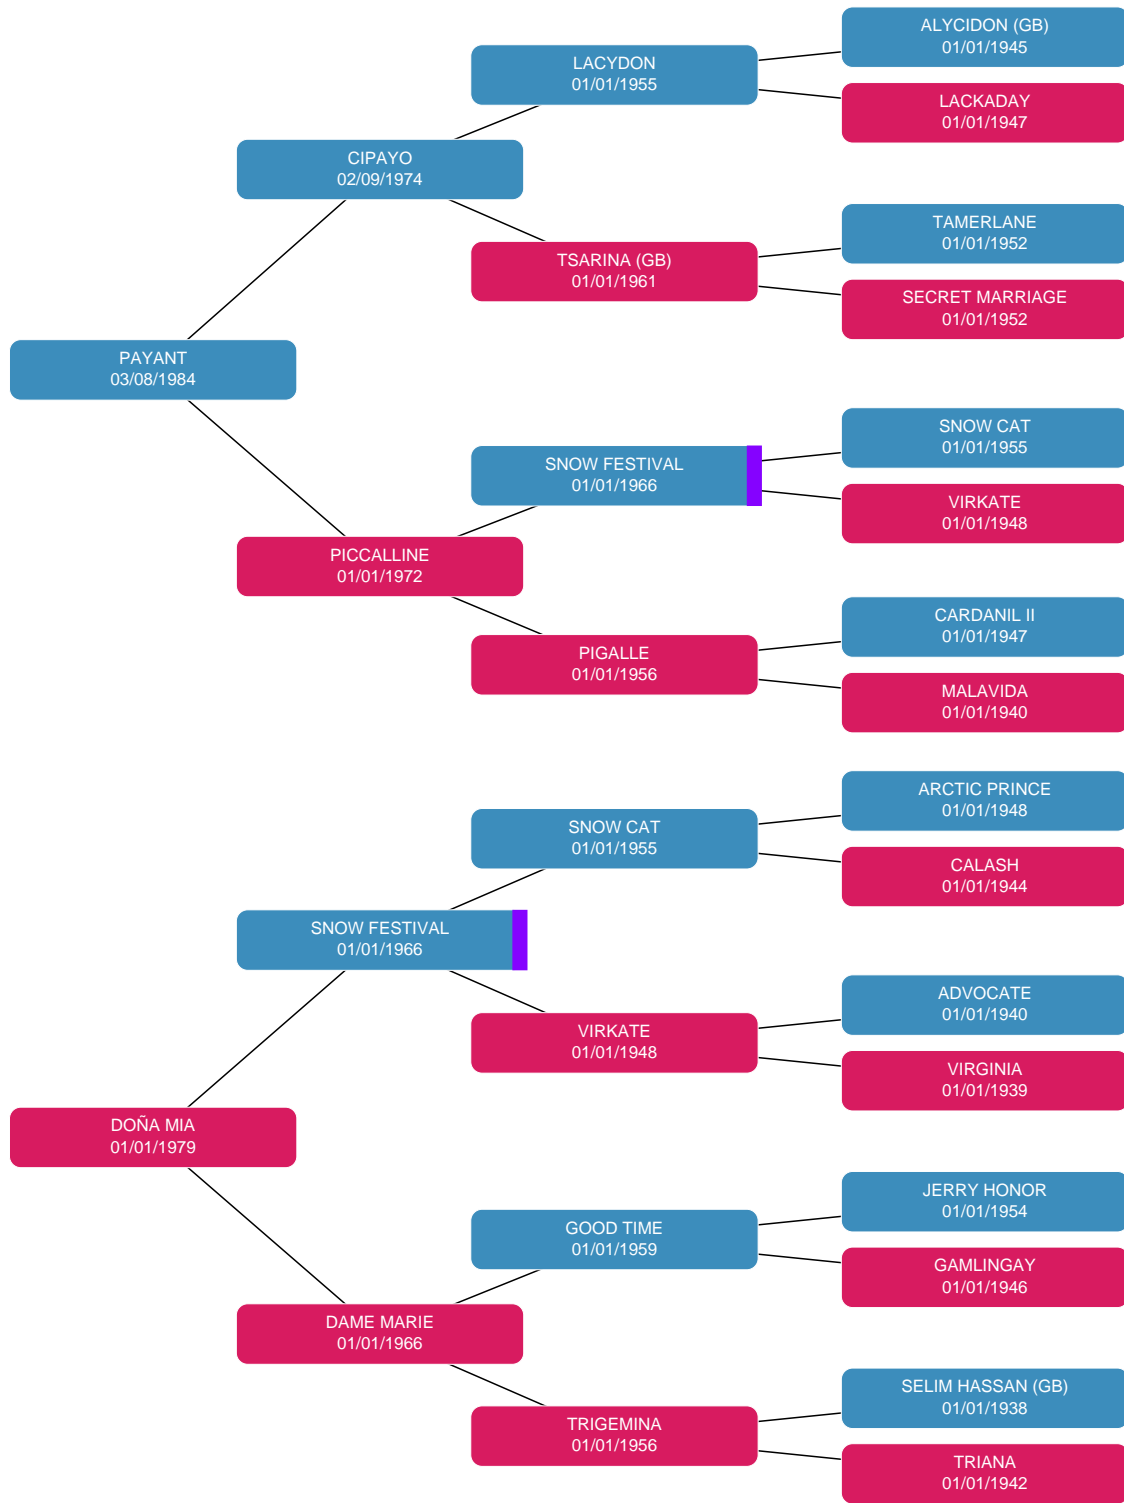 ALYCIDON (GB)
01/01/1945
LACYDON
01/01/1955
LACKADAY
01/01/1947
CIPAYO
02/09/1974
TAMERLANE
01/01/1952
TSARINA (GB)
01/01/1961
SECRET MARRIAGE
01/01/1952
PAYANT
03/08/1984
SNOW CAT
01/01/1955
SNOW FESTIVAL
01/01/1966
VIRKATE
01/01/1948
PICCALLINE
01/01/1972
CARDANIL II
01/01/1947
PIGALLE
01/01/1956
MALAVIDA
01/01/1940
ARCTIC PRINCE
01/01/1948
SNOW CAT
01/01/1955
CALASH
01/01/1944
SNOW FESTIVAL
01/01/1966
ADVOCATE
01/01/1940
VIRKATE
01/01/1948
VIRGINIA
01/01/1939
DOÑA MIA
01/01/1979
JERRY HONOR
01/01/1954
GOOD TIME
01/01/1959
GAMLINGAY
01/01/1946
DAME MARIE
01/01/1966
SELIM HASSAN (GB)
01/01/1938
TRIGEMINA
01/01/1956
TRIANA
01/01/1942